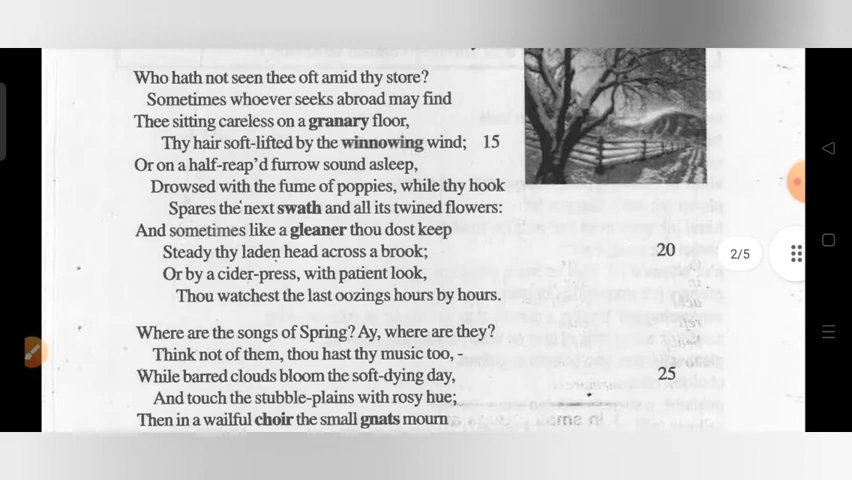 Who hath not seen thee oft amid thy store?
Sometimes whoever seeks abroad may find
Thee sitting careless on a granary floor,
Thy hair soft-lifted by the winnowing wind; 15
Or on a half-reap'd furrow sound asleep,
Drowsed with the fume of poppies, while thy hook
Spares the next swath and all its twined flowers:
And sometimes like a gleaner thou dost keep
Steady thy laden head across a brook; 20
Or by a cider-press, with patient look,
Thou watchest the last oozings hours by hours.
Where are the songs of Spring? Ay, where are they?
Think not of them, thou hast thy music too, -
While barred clouds bloom the soft-dying day, 25
And touch the stubble-plains with rosy hue;
Then in a wailful choir the small gnats mourn
2/5